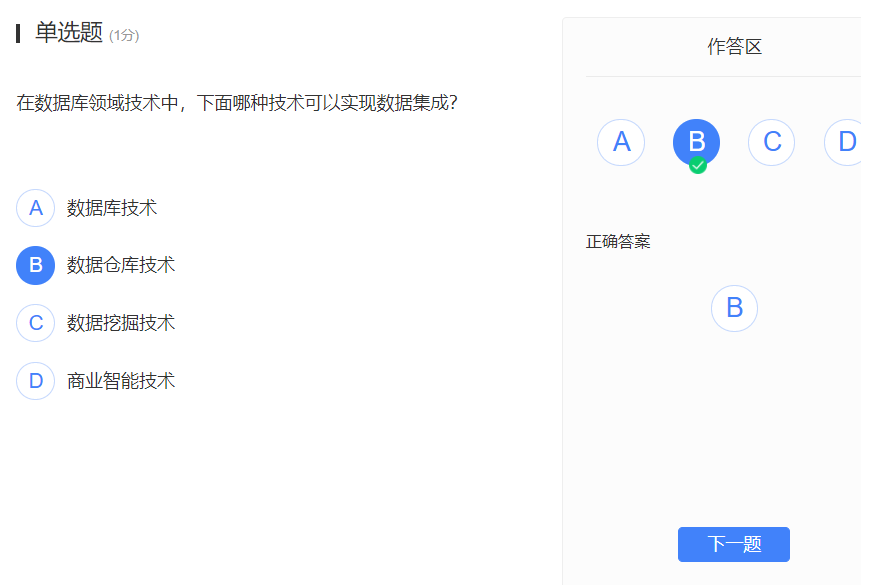 单选题 (1分)
在数据库领域技术中，下面哪种技术可以实现数据集成?
A 数据库技术
B 数据仓库技术
C 数据挖掘技术
D 商业智能技术
作答区
A B C D
正确答案
B
下一题